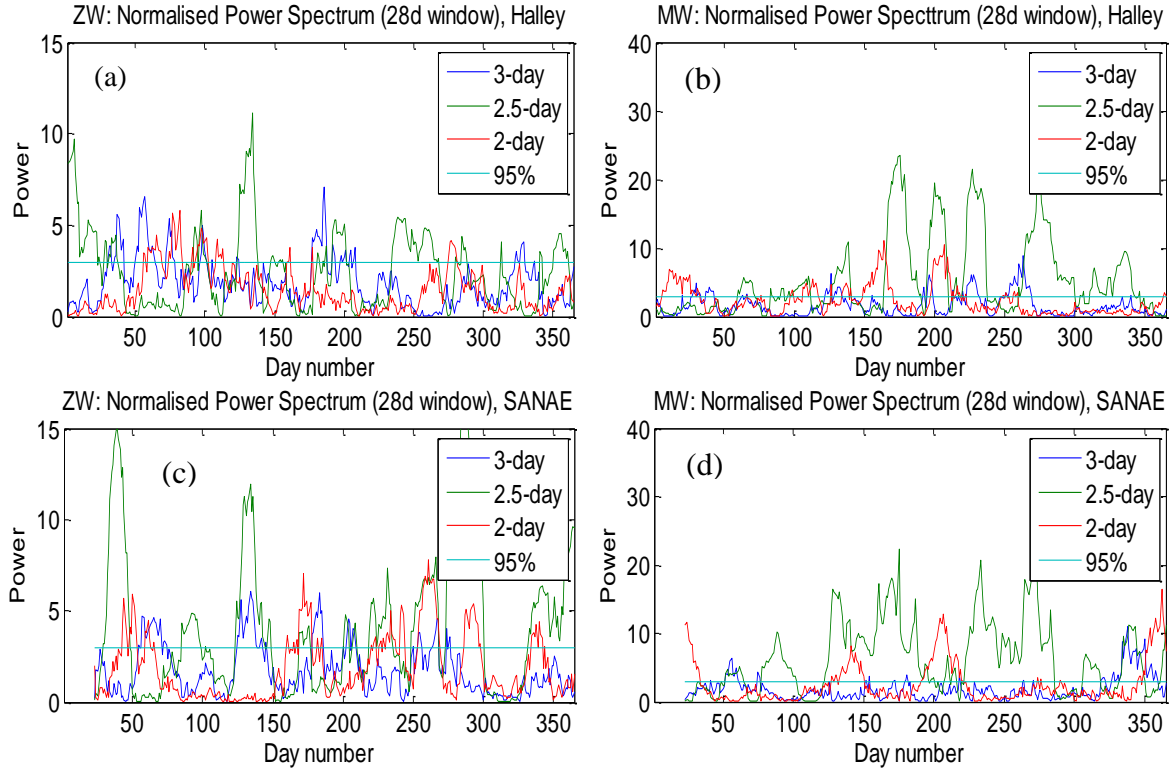 ZW: Normalised Power Spectrum (28d window), Halley
(a)
3-day
2.5-day
2-day
95%
15
10
5
0
Power
50 100 150 200 250 300 350
Day number
MW: Normalised Power Specttrum (28d window), Halley
(b)
3-day
2.5-day
2-day
95%
40
30
20
10
0
Power
50 100 150 200 250 300 350
Day number
ZW: Normalised Power Spectrum (28d window), SANAE
(c)
3-day
2.5-day
2-day
95%
15
10
5
0
Power
50 100 150 200 250 300 350
Day number
MW: Normalised Power Spectrum (28d window), SANAE
(d)
3-day
2.5-day
2-day
95%
40
30
20
10
0
Power
50 100 150 200 250 300 350
Day number